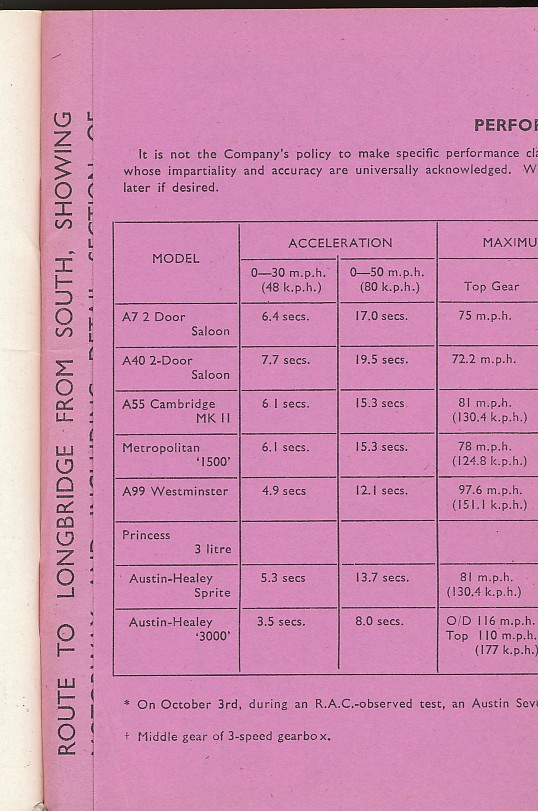 ROUTE TO LONGBRIDGE FROM SOUTH, SHOWING
PERFOR
It is not the Company's policy to make specific performance cla
whose impartiality and accuracy are universally acknowledged. W
later if desired.
MODEL ACCELERATION MAXIMU
0—30 m.p.h. 0—50 m.p.h. Top Gear
(48 k.p.h.) (80 k.p.h.)
A7 2 Door 6.4 secs. 17.0 secs. 75 m.p.h.
Saloon
A40 2-Door 7.7 secs. 19.5 secs. 72.2 m.p.h.
Saloon
A55 Cambridge 6 1 secs. 15.3 secs 81 m.p.h.
MK II (130.4 k.p.h.)
Metropolitan 6.1 secs. 15.3 secs. 78 m.p.h.
'1500' (124.8 k.p.h.)
A99 Westminster 4.9 secs 12.1 secs. 97.6 m.p.h.
(151.1 k.p.h.)
Princess
3 litre
Austin-Healey 5.3 secs 13.7 secs. 81 m.p.h.
Sprite (130.4 k.p.h.)
Austin-Healey 3.5 secs. 8.0 secs. O/D 116 m.p.h.
'3000' Top 110 m.p.h.
(177 k.p.h.)
* On October 3rd, during an R.A.C.-observed test, an Austin Seve
† Middle gear of 3-speed gearbox.